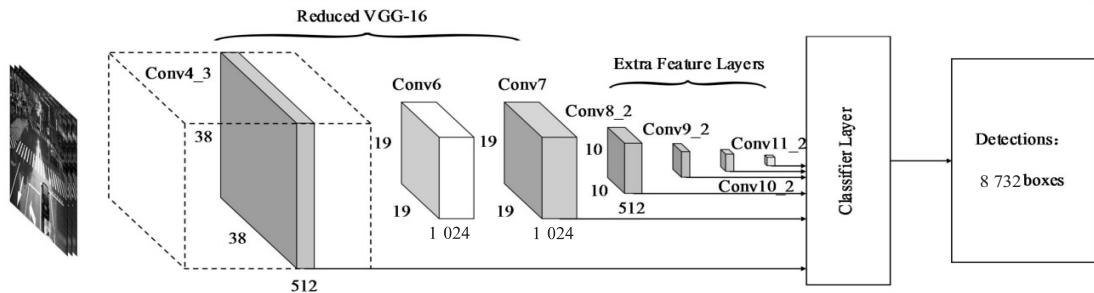 Reduced VGG-16
Conv4_3
38
38
512
Conv6
19
19
1 024
Conv7
19
19
1 024
Extra Feature Layers
Conv8_2
10
10
512
Conv9_2
Conv10_2
Conv11_2
Classifier Layer
Detections:
8 732 boxes